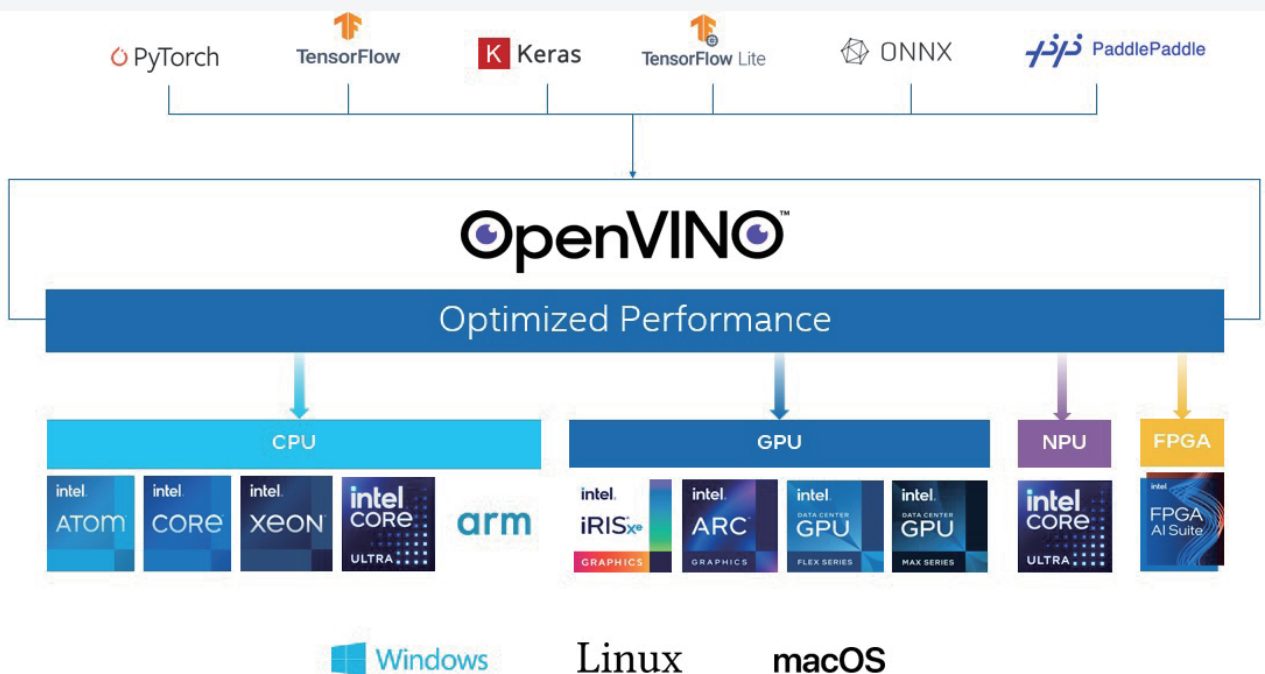 PyTorch
TensorFlow
K Keras
TensorFlow Lite
ONNX
PaddlePaddle
OpenVINO™
Optimized Performance
CPU
GPU
NPU
FPGA
intel.
ATOM
intel.
CORE
intel.
XEON
intel
CORE
ULTRA
arm
intel.
iRIS Xe
GRAPHICS
intel.
ARC
GRAPHICS
intel.
DATA CENTER
GPU
FLEX SERIES
intel.
DATA CENTER
GPU
MAX SERIES
intel
CORE
ULTRA
intel
FPGA
AI Suite
Windows
Linux
macOS